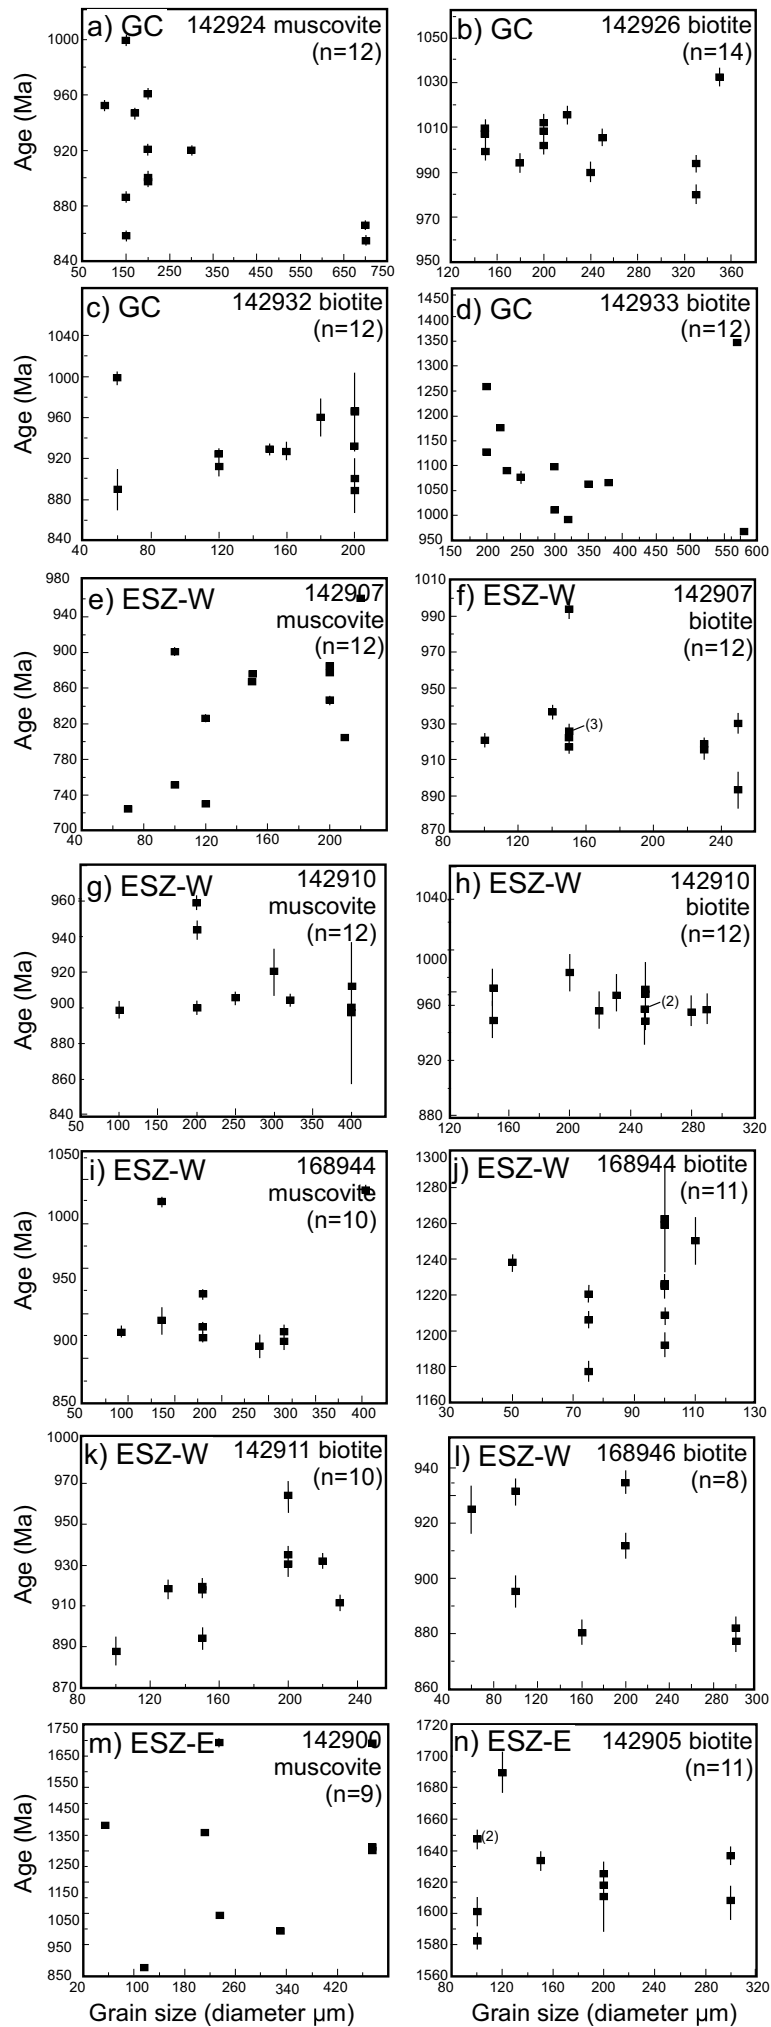 a) GC 142924 muscovite
(n=12)
Age (Ma)
1000
960
920
880
840
50 150 250 350 450 550 650 750
b) GC 142926 biotite
(n=14)
1060
1030
1010
990
970
950
120 160 200 240 280 320 360
c) GC 142932 biotite
(n=12)
Age (Ma)
1040
1000
960
920
880
840
40 80 120 160 200
d) GC 142933 biotite
(n=12)
1450
1400
1350
1300
1250
1200
1150
1100
1050
1000
950
150 200 250 300 350 400 450 500 575 600
e) ESZ-W 142907
muscovite
(n=12)
Age (Ma)
980
940
900
860
820
780
740
700
40 80 120 160 200
f) ESZ-W 142907
biotite
(n=12)
(3)
1010
990
970
950
930
910
890
870
80 120 160 200 240
g) ESZ-W 142910
muscovite
(n=12)
Age (Ma)
960
940
920
900
880
860
840
50 100 150 200 250 300 350 400
h) ESZ-W 142910
biotite
(n=12)
(2)
1040
1000
960
920
880
120 160 200 240 280 320
i) ESZ-W 168944
muscovite
(n=10)
Age (Ma)
1050
1000
950
900
850
50 100 150 200 250 300 350 400
j) ESZ-W 168944 biotite
(n=11)
1300
1280
1260
1240
1220
1200
1180
1160
30 50 70 90 110 130
k) ESZ-W 142911 biotite
(n=10)
Age (Ma)
1000
970
950
930
910
890
870
80 120 160 200 240
l) ESZ-W 168946 biotite
(n=8)
940
920
900
880
860
40 80 120 160 200 240 300
m) ESZ-E 142900
muscovite
(n=9)
Age (Ma)
1750
1650
1550
1450
1350
1250
1150
1050
950
850
20 100 180 260 340 420
Grain size (diameter µm)
n) ESZ-E 142905 biotite
(n=11)
(2)
1720
1700
1680
1660
1640
1620
1600
1580
1560
80 120 160 200 240 280 320
Grain size (diameter µm)